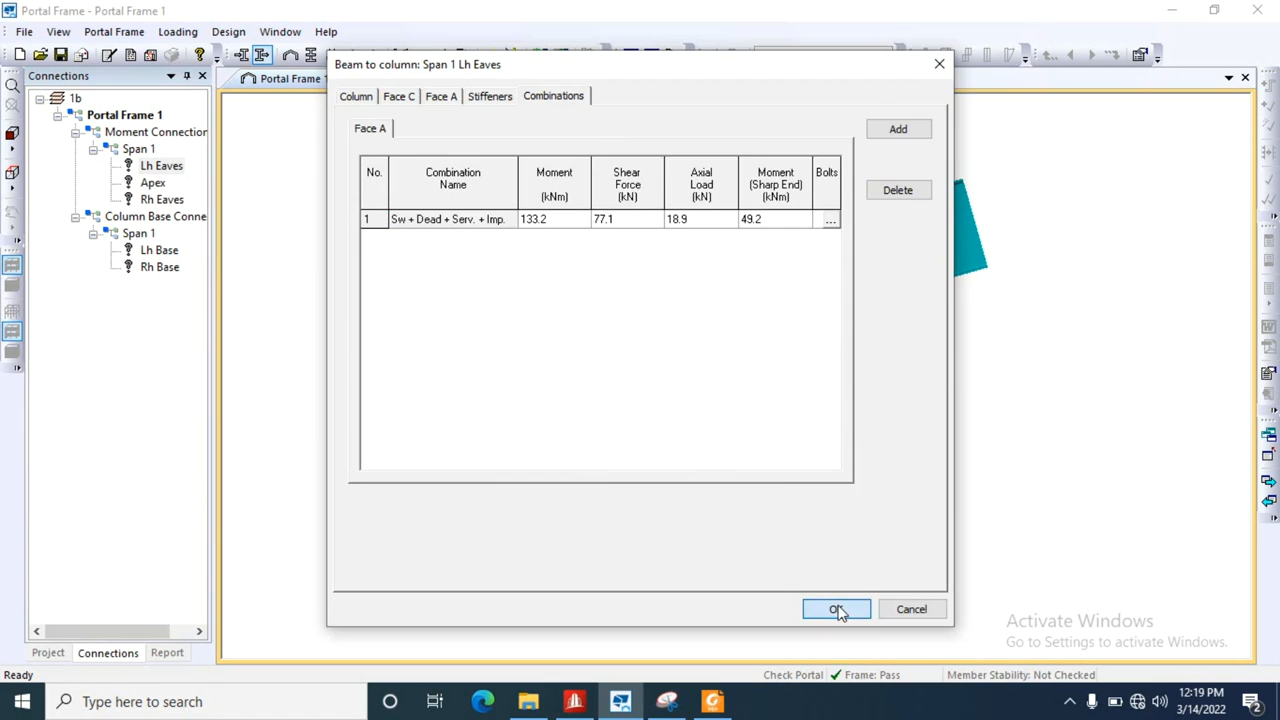 Portal Frame - Portal Frame 1
File View Portal Frame Loading Design Window Help
Connections
Portal Frame 1
1b
Portal Frame 1
Moment Connection
Span 1
Lh Eaves
Apex
Rh Eaves
Column Base Conne
Span 1
Lh Base
Rh Base
Project Connections Report
Beam to column: Span 1 Lh Eaves
Column Face C Face A Stiffeners Combinations
Face A
Add
Delete
No. Combination Name Moment (kNm) Shear Force (kN) Axial Load (kN) Moment (Sharp End) (kNm) Bolts
1 Sw + Dead + Serv. + Imp. 133.2 77.1 18.9 49.2 ...
OK Cancel
Activate Windows
Go to Settings to activate Windows.
Ready Check Portal Frame: Pass Member Stability: Not Checked
Type here to search
12:19 PM
3/14/2022
2